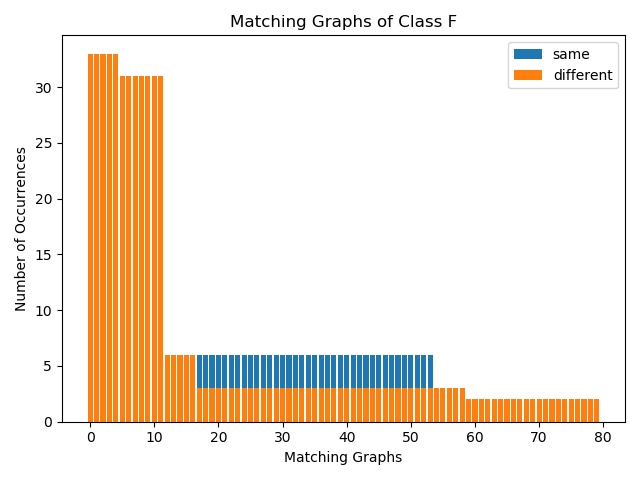 Matching Graphs of Class F
same
different
Number of Occurrences
30
25
20
15
10
5
0
0 10 20 30 40 50 60 70 80
Matching Graphs